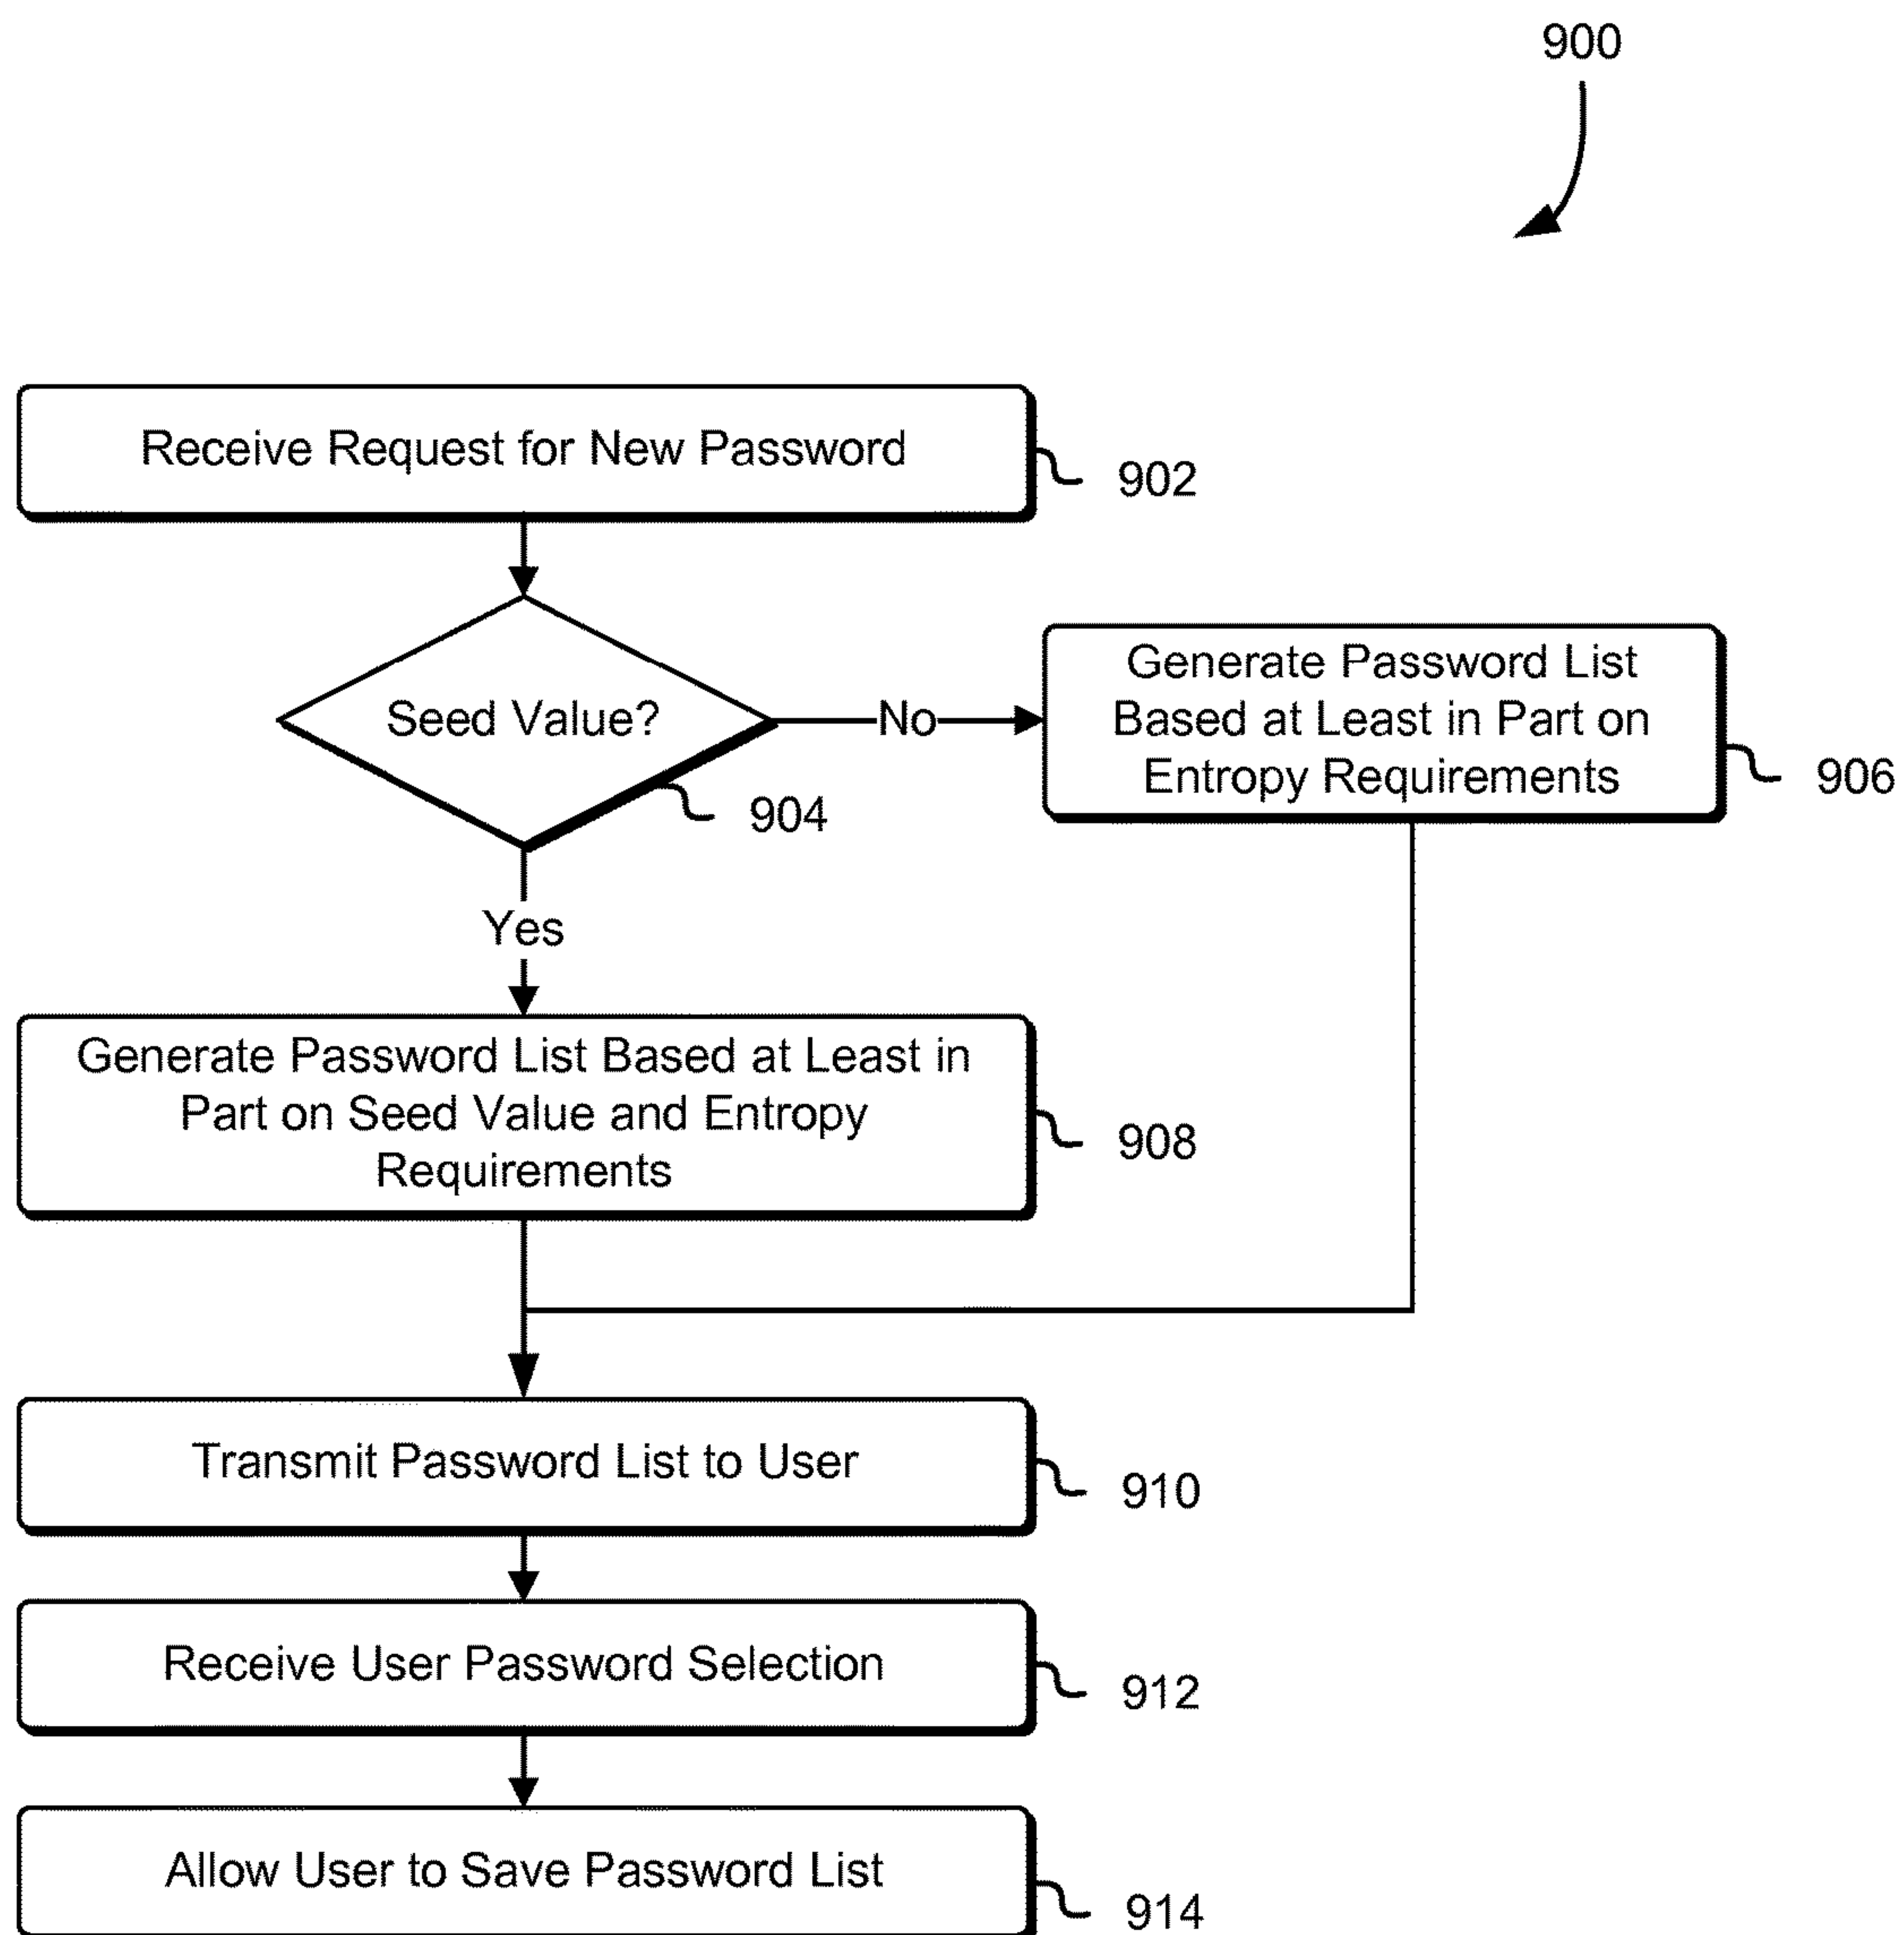 900
Receive Request for New Password
902
Seed Value?
904
No
Generate Password List
Based at Least in Part on
Entropy Requirements
906
Yes
Generate Password List Based at Least in
Part on Seed Value and Entropy
Requirements
908
Transmit Password List to User
910
Receive User Password Selection
912
Allow User to Save Password List
914